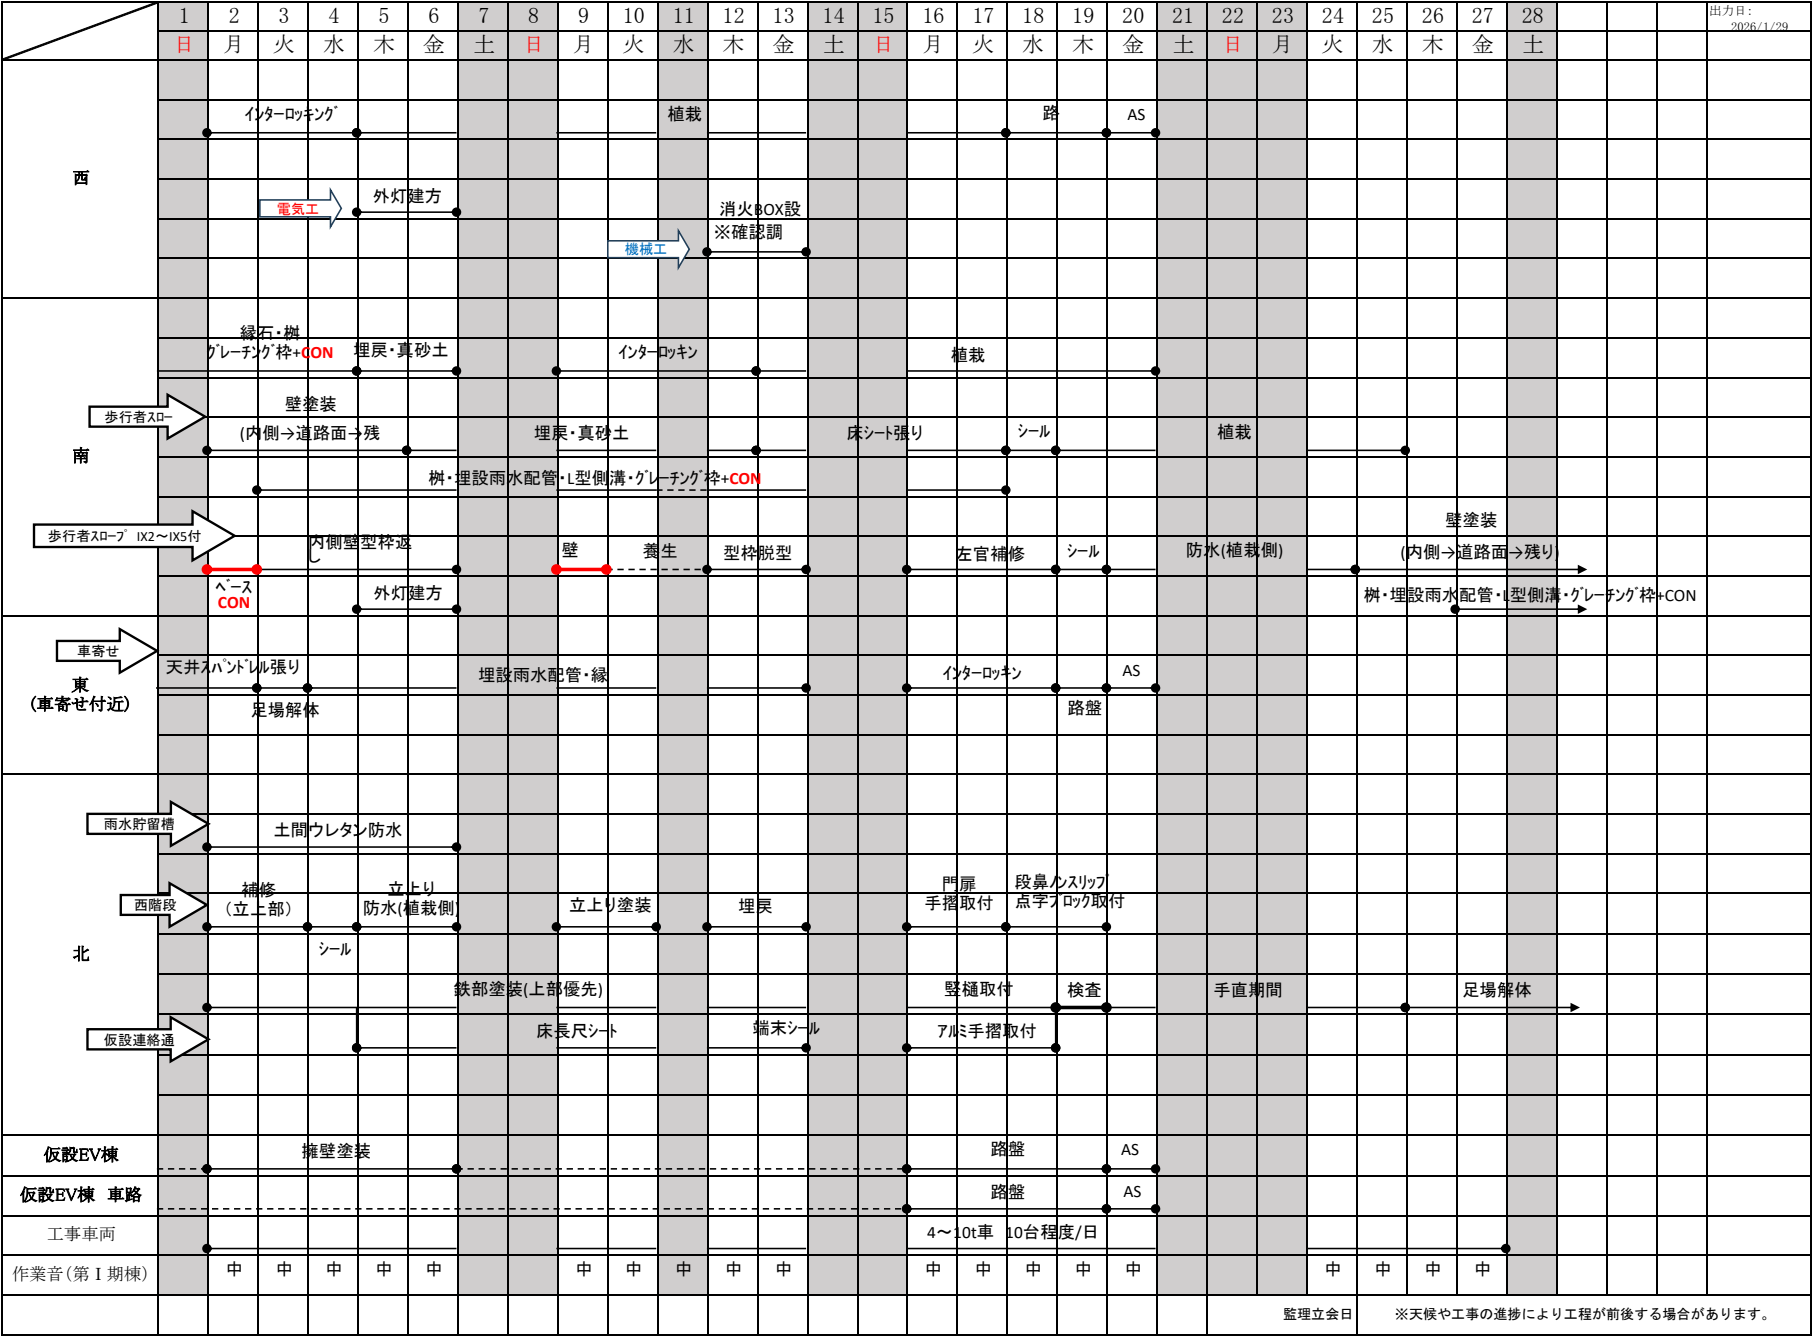 1 2 3 4 5 6 7 8 9 10 11 12 13 14 15 16 17 18 19 20 21 22 23 24 25 26 27 28
出力日:
2026/1/29
日 月 火 水 木 金 土 日 月 火 水 木 金 土 日 月 火 水 木 金 土 日 月 火 水 木 金 土
西
ｲﾝﾀｰﾛｯｷﾝｸﾞ 植栽 路 AS
電気工 外灯建方
消火BOX設
※確認調
機械工
南
縁石・桝
ｸﾞﾚｰﾁﾝｸﾞ枠+CON 埋戻・真砂土 ｲﾝﾀｰﾛｯｷﾝ 植栽
歩行者ｽﾛｰ
壁塗装
(内側→道路面→残 埋戻・真砂土 床ｼｰﾄ張り ｼｰﾙ 植栽
桝・埋設雨水配管・L型側溝・ｸﾞﾚｰﾁﾝｸﾞ枠+CON
歩行者ｽﾛｰﾌﾟ IX2～IX5付
内側壁型枠返
し
壁 養生 型枠脱型 左官補修 ｼｰﾙ 防水(植栽側)
壁塗装
(内側→道路面→残り)
ﾍﾞｰｽ
CON
外灯建方
桝・埋設雨水配管・L型側溝・ｸﾞﾚｰﾁﾝｸﾞ枠+CON
車寄せ
東
(車寄せ付近)
天井ｽﾊﾟﾝﾄﾞﾚﾙ張り 埋設雨水配管・縁 ｲﾝﾀｰﾛｯｷﾝ AS
足場解体 路盤
北
雨水貯留槽
土間ウレタン防水
西階段
補修
（立上部）
立上り
防水(植栽側)
立上り塗装 埋戻
門扉
手摺取付
段鼻ﾉﾝｽﾘｯﾌﾟ
点字ﾌﾞﾛｯｸ取付
ｼｰﾙ
鉄部塗装(上部優先) 竪樋取付 検査 手直期間 足場解体
仮設連絡通
床長尺ｼｰﾄ 端末ｼｰﾙ ｱﾙﾐ手摺取付
仮設EV棟 擁壁塗装 路盤 AS
仮設EV棟 車路 路盤 AS
工事車両 4～10t車 10台程度/日
作業音(第Ⅰ期棟) 中 中 中 中 中 中 中 中 中 中 中 中 中 中 中 中 中 中 中
監理立会日 ※天候や工事の進捗により工程が前後する場合があります。